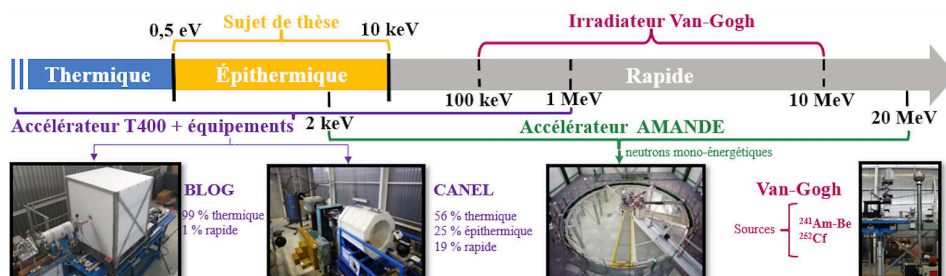 Sujet de thèse
Irradiateur Van-Gogh
0,5 eV
10 keV
Thermique
Épithermique
Rapide
100 keV
1 MeV
10 MeV
2 keV
20 MeV
Accélérateur T400 + équipements
Accélérateur AMANDE
neutrons mono-énergétiques
BLOG
99 % thermique
1 % rapide
CANEL
56 % thermique
25 % épithermique
19 % rapide
Van-Gogh
Sources
²⁴¹Am-Be
²⁶²Cf